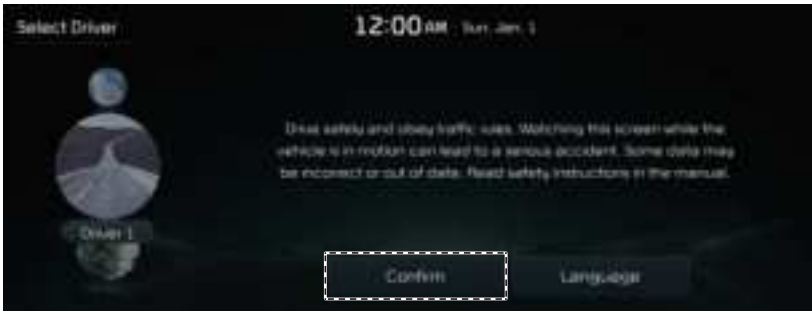 Select Driver
12:00 AM Sun, Jan. 1
Drive safely and obey traffic rules. Watching this screen while the
vehicle is in motion can lead to a serious accident. Some data may
be incorrect or out of date. Read safety instructions in the manual.
Driver 1
Confirm
Language